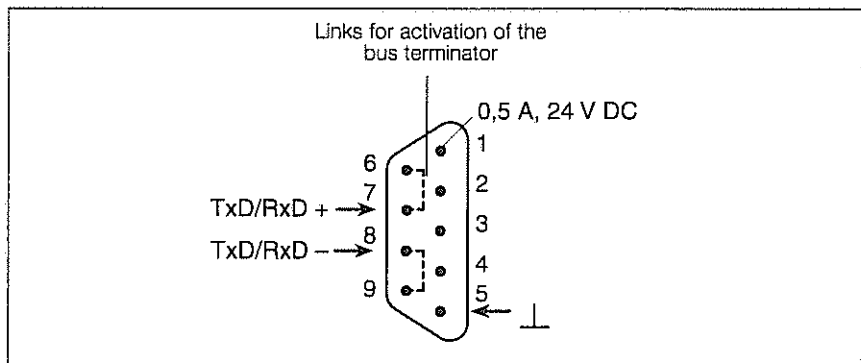 Links for activation of the
bus terminator
0,5 A, 24 V DC
1
6
2
7
TxD/RxD +
3
8
TxD/RxD –
4
9
5